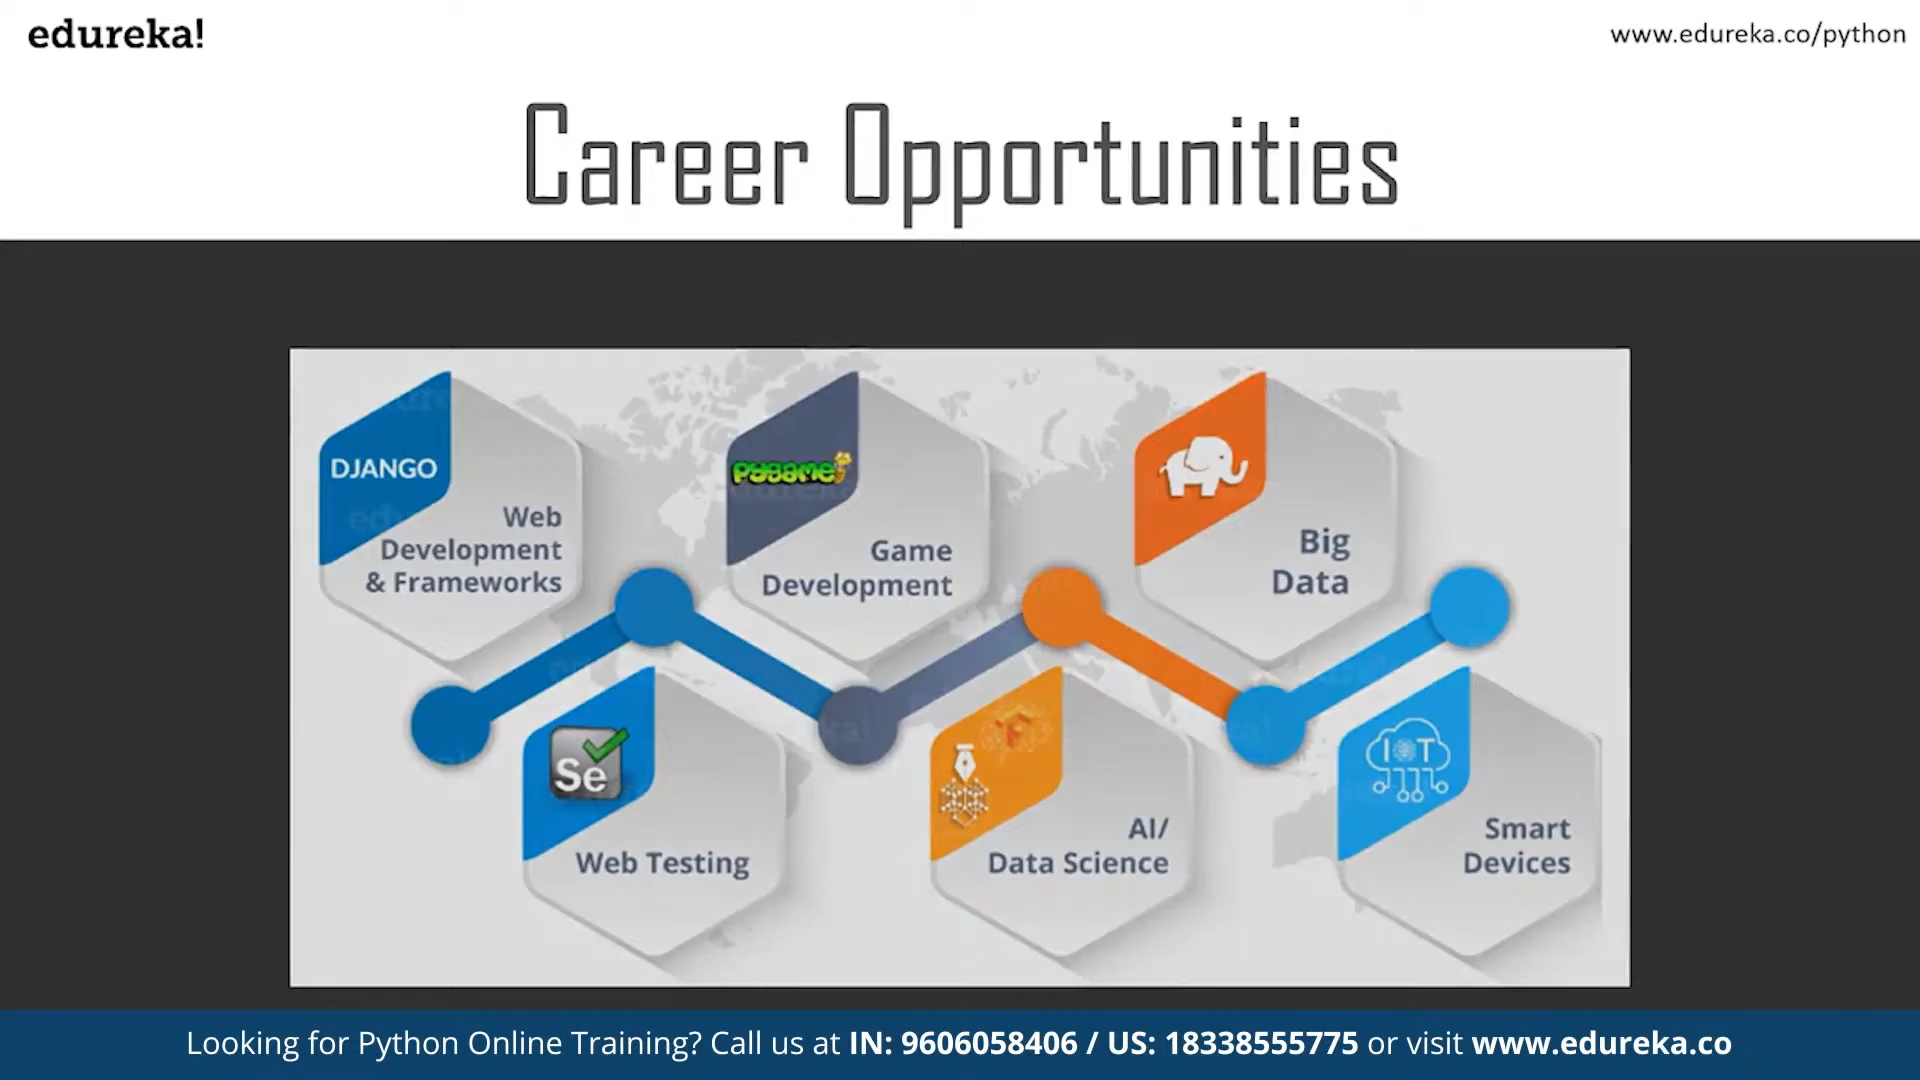 edureka!
www.edureka.co/python
Career Opportunities
DJANGO
Web
Development
& Frameworks
pygame
Game
Development
Big
Data
Se
Web Testing
AI/
Data Science
IoT
Smart
Devices
Looking for Python Online Training? Call us at IN: 9606058406 / US: 18338555775 or visit www.edureka.co